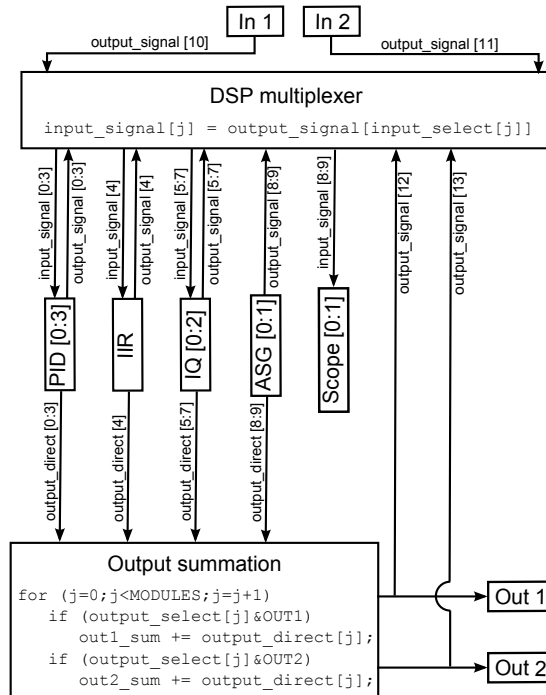 In 1
In 2
output_signal [10]
output_signal [11]
DSP multiplexer
input_signal[j] = output_signal[input_select[j]]
input_signal [0:3]
output_signal [0:3]
input_signal [4]
output_signal [4]
input_signal [5:7]
output_signal [5:7]
output_signal [8:9]
input_signal [8:9]
output_signal [12]
output_signal [13]
PID [0:3]
IIR
IQ [0:2]
ASG [0:1]
Scope [0:1]
output_direct [0:3]
output_direct [4]
output_direct [5:7]
output_direct [8:9]
Output summation
for (j=0;j<MODULES;j=j+1)
if (output_select[j]&OUT1)
out1_sum += output_direct[j];
if (output_select[j]&OUT2)
out2_sum += output_direct[j];
Out 1
Out 2